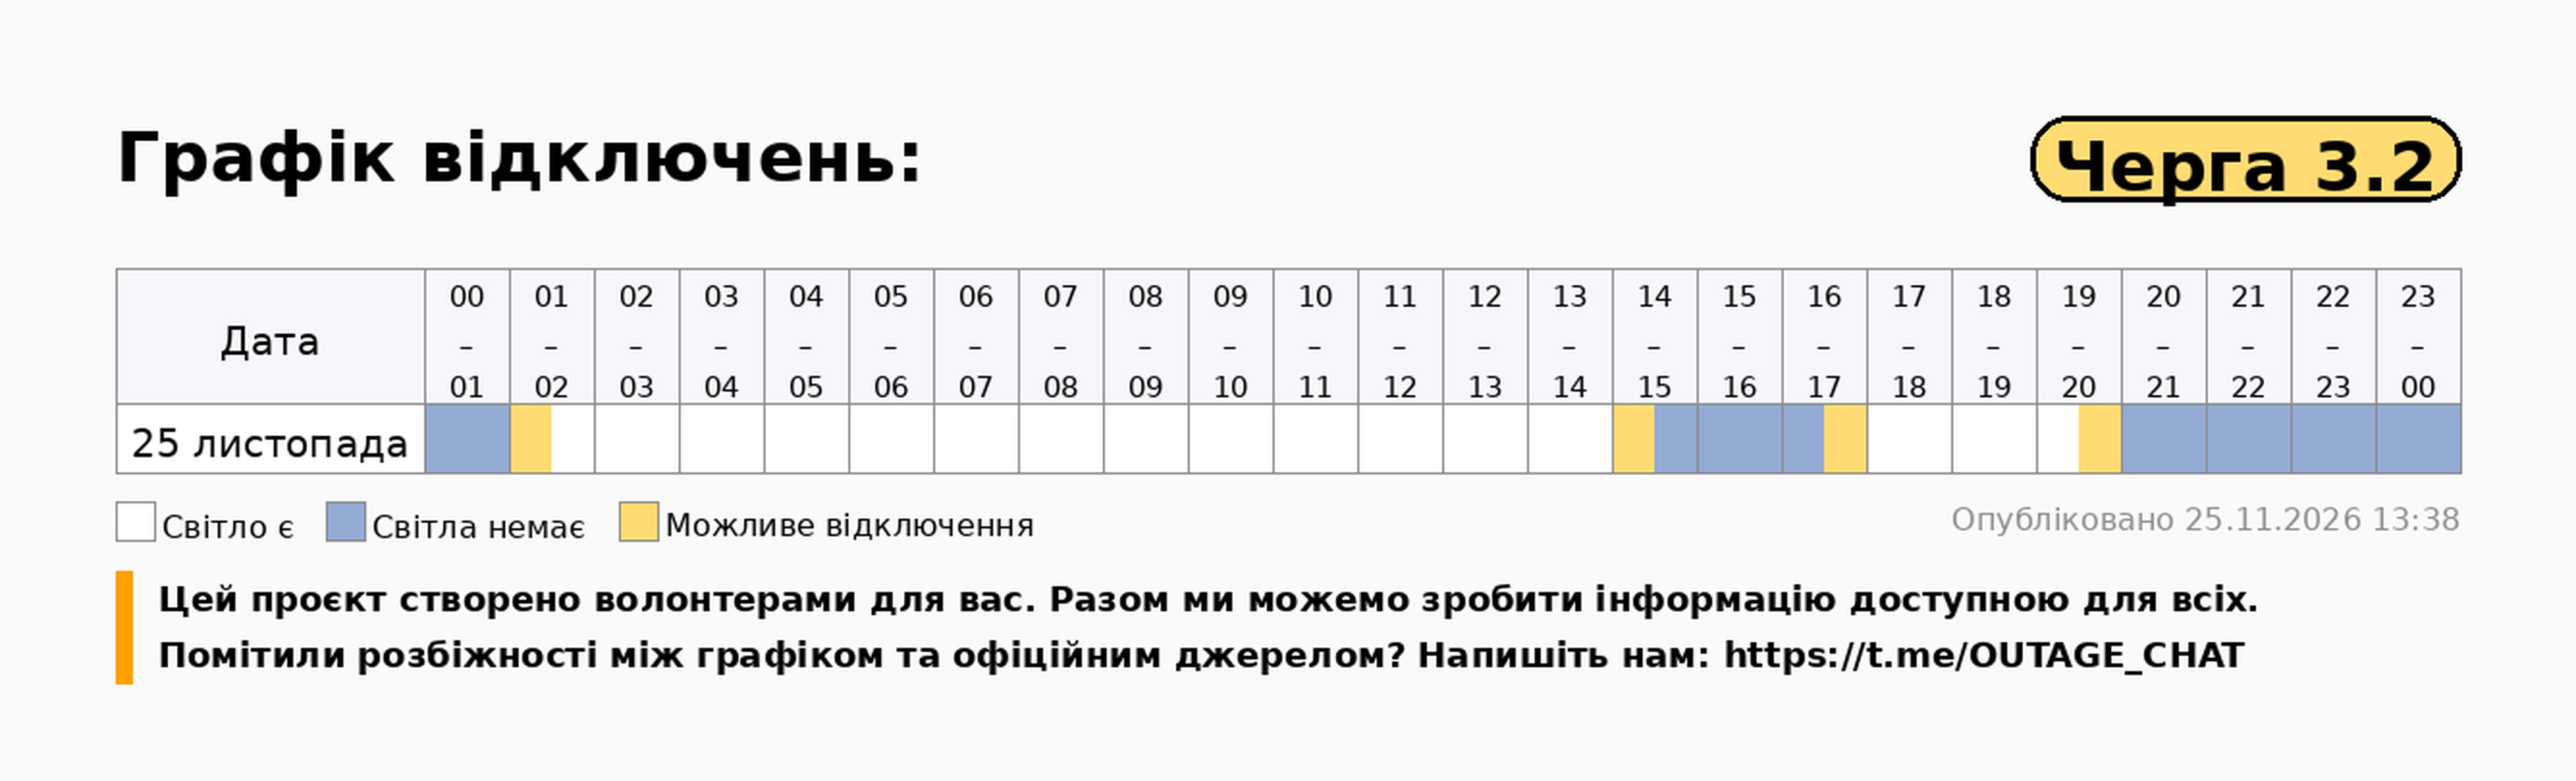 Графік відключень:
Черга 3.2
Дата
00 – 01
01 – 02
02 – 03
03 – 04
04 – 05
05 – 06
06 – 07
07 – 08
08 – 09
09 – 10
10 – 11
11 – 12
12 – 13
13 – 14
14 – 15
15 – 16
16 – 17
17 – 18
18 – 19
19 – 20
20 – 21
21 – 22
22 – 23
23 – 00
25 листопада
Світло є
Світла немає
Можливе відключення
Опубліковано 25.11.2026 13:38
Цей проєкт створено волонтерами для вас. Разом ми можемо зробити інформацію доступною для всіх.
Помітили розбіжності між графіком та офіційним джерелом? Напишіть нам: https://t.me/OUTAGE_CHAT